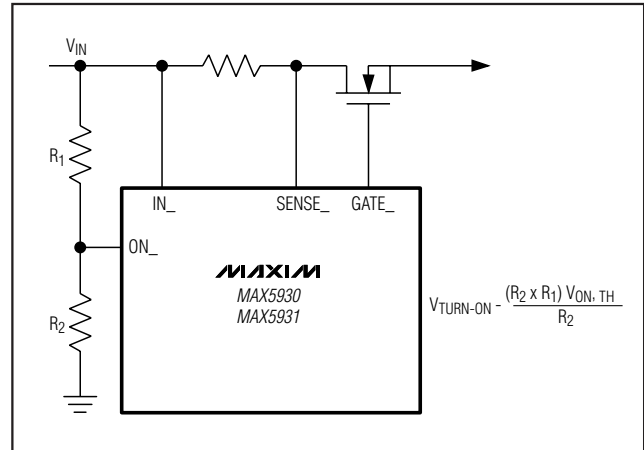 VIN
R1
IN_
SENSE_
GATE_
ON_
MAXIM
MAX5930
MAX5931
R2
VTURN-ON - (R2 x R1) VON, TH
R2